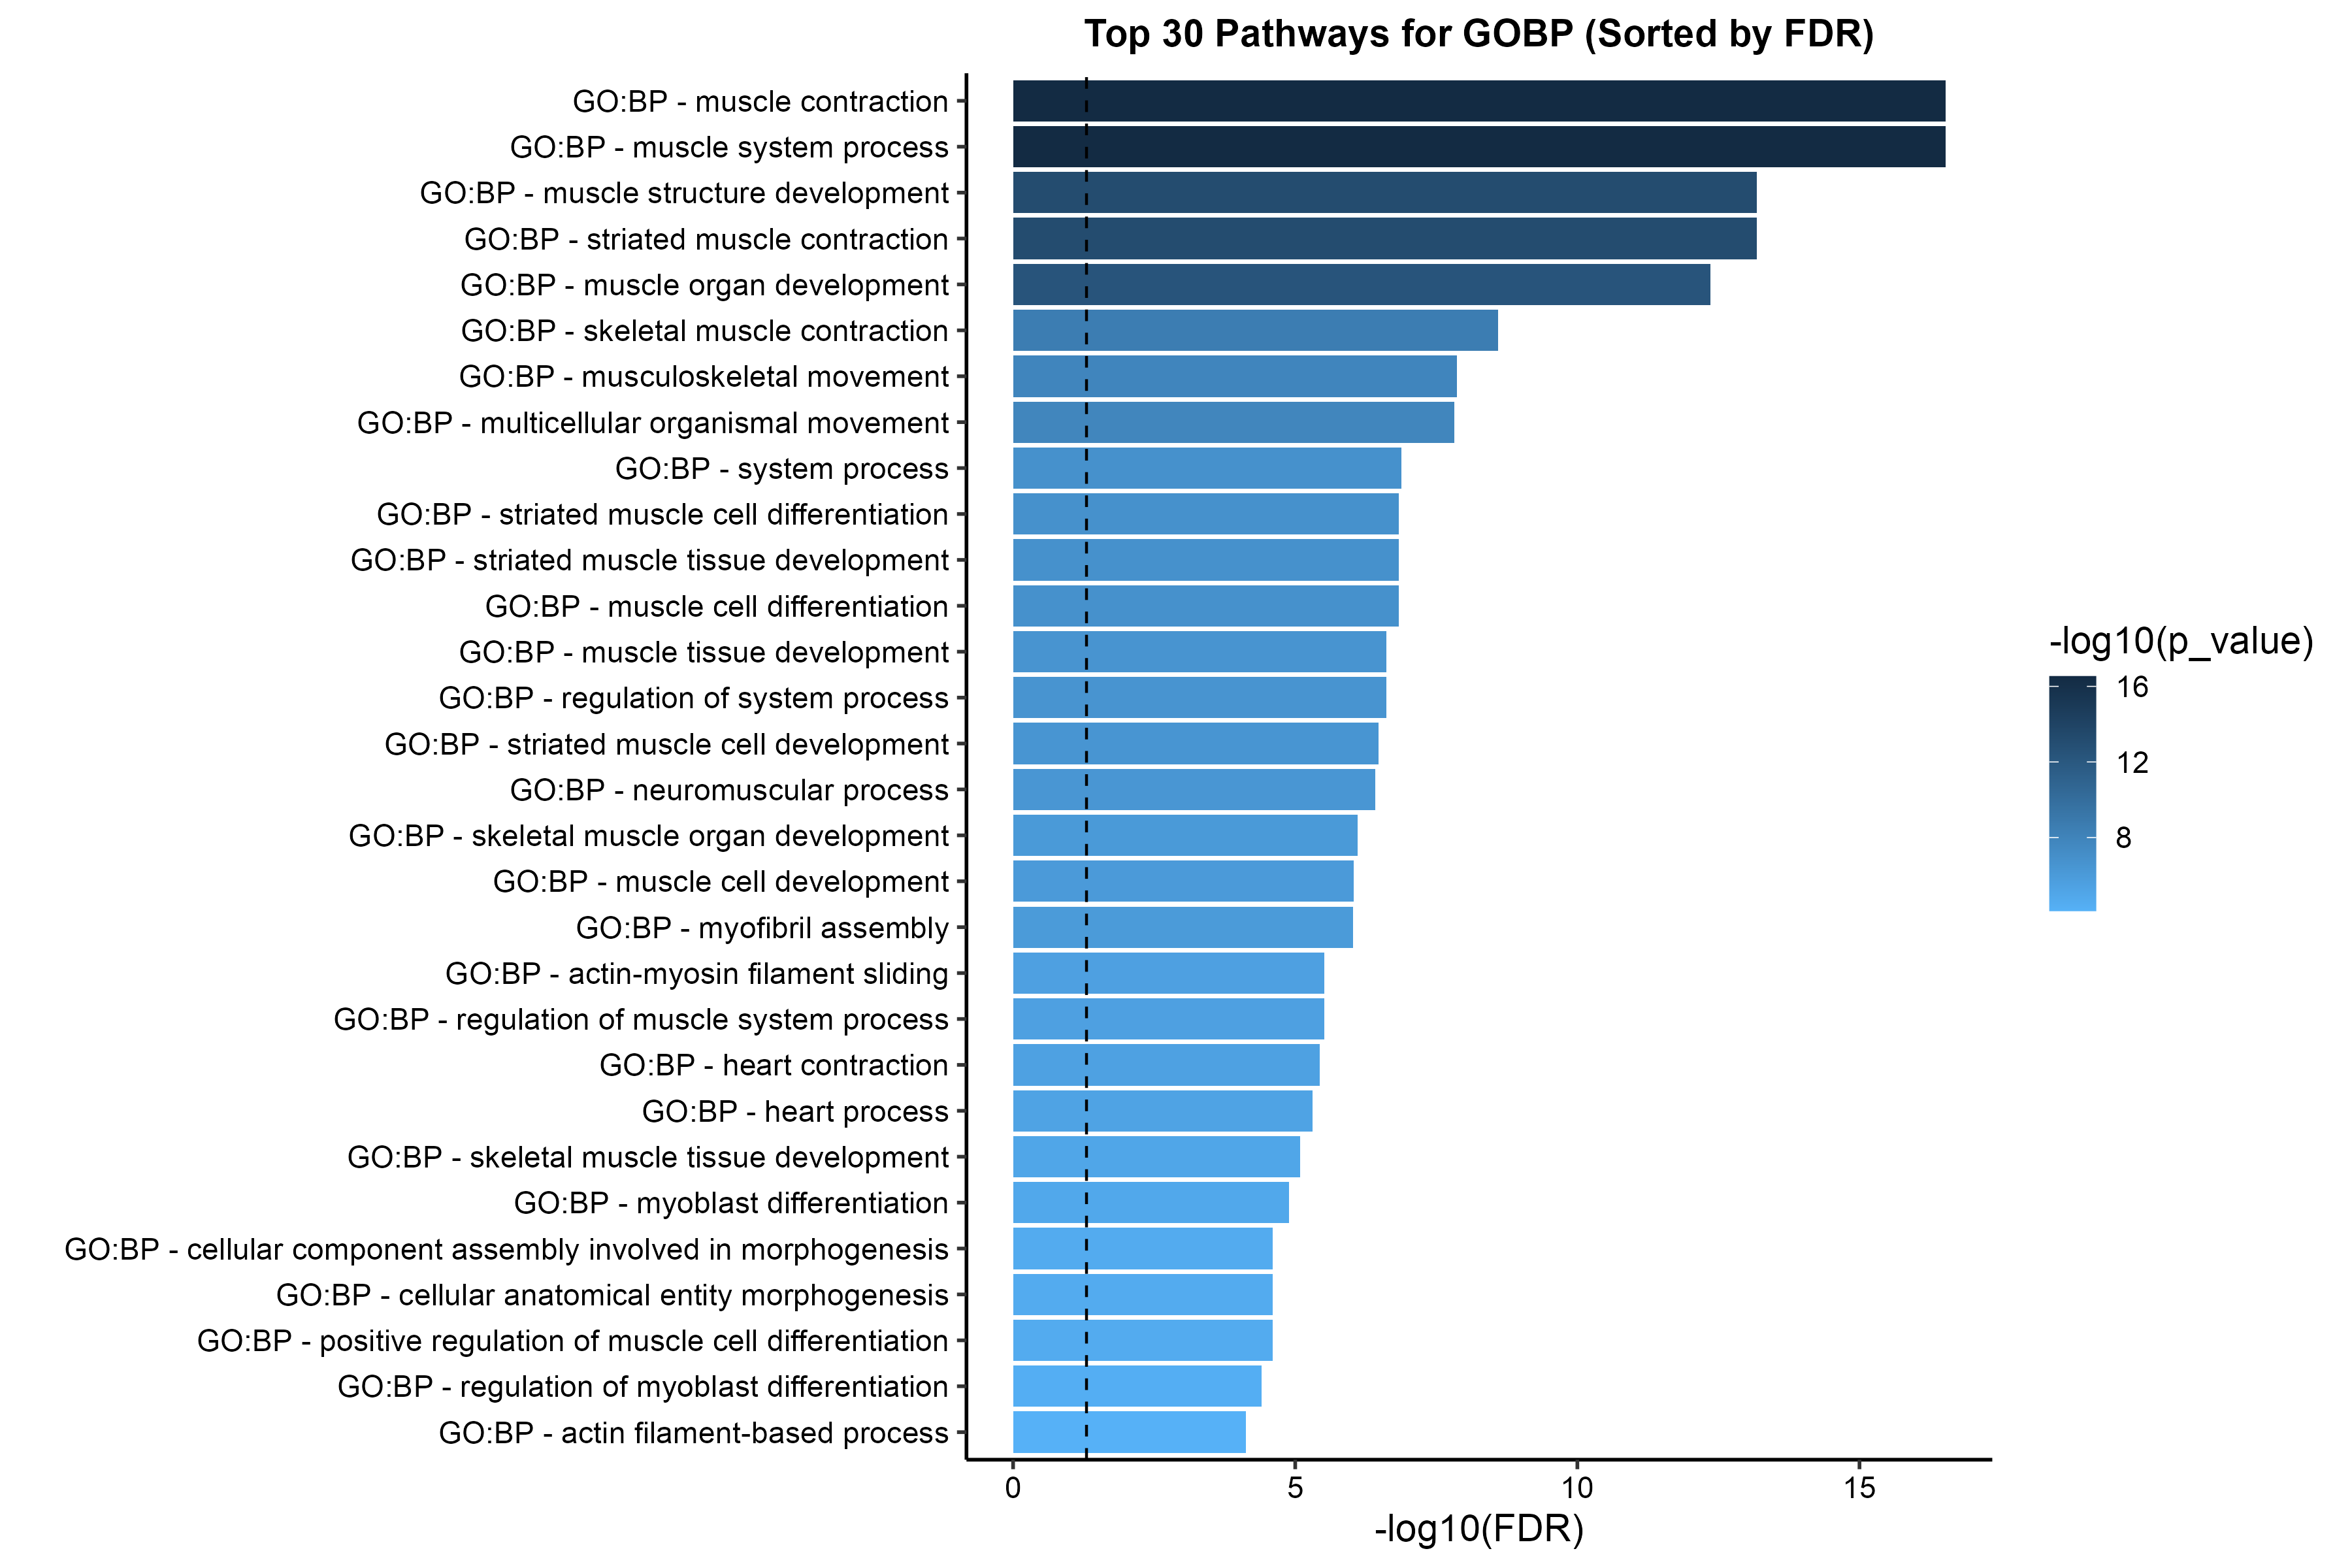 Top 30 Pathways for GOBP (Sorted by FDR)
GO:BP - muscle contraction
GO:BP - muscle system process
GO:BP - muscle structure development
GO:BP - striated muscle contraction
GO:BP - muscle organ development
GO:BP - skeletal muscle contraction
GO:BP - musculoskeletal movement
GO:BP - multicellular organismal movement
GO:BP - system process
GO:BP - striated muscle cell differentiation
GO:BP - striated muscle tissue development
GO:BP - muscle cell differentiation
GO:BP - muscle tissue development
GO:BP - regulation of system process
GO:BP - striated muscle cell development
GO:BP - neuromuscular process
GO:BP - skeletal muscle organ development
GO:BP - muscle cell development
GO:BP - myofibril assembly
GO:BP - actin-myosin filament sliding
GO:BP - regulation of muscle system process
GO:BP - heart contraction
GO:BP - heart process
GO:BP - skeletal muscle tissue development
GO:BP - myoblast differentiation
GO:BP - cellular component assembly involved in morphogenesis
GO:BP - cellular anatomical entity morphogenesis
GO:BP - positive regulation of muscle cell differentiation
GO:BP - regulation of myoblast differentiation
GO:BP - actin filament-based process
0 5 10 15
-log10(FDR)
-log10(p_value)
16
12
8